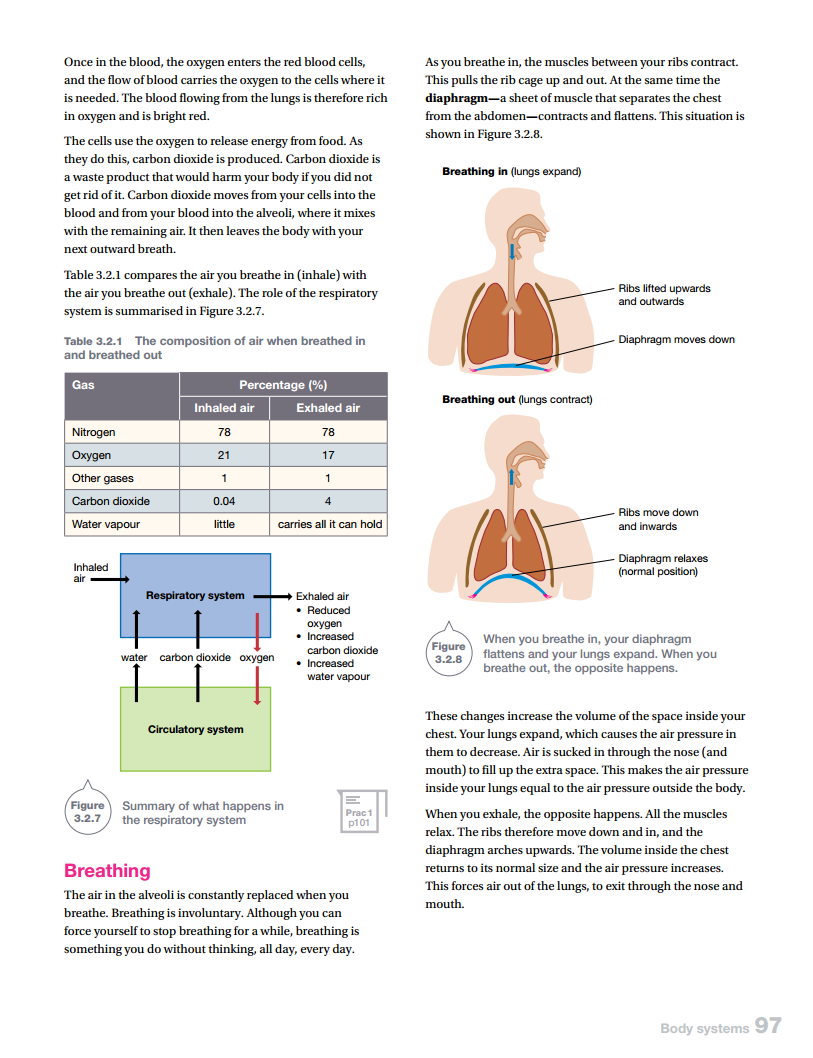 Once in the blood, the oxygen enters the red blood cells,
and the flow of blood carries the oxygen to the cells where it
is needed. The blood flowing from the lungs is therefore rich
in oxygen and is bright red.
The cells use the oxygen to release energy from food. As
they do this, carbon dioxide is produced. Carbon dioxide is
a waste product that would harm your body if you did not
get rid of it. Carbon dioxide moves from your cells into the
blood and from your blood into the alveoli, where it mixes
with the remaining air. It then leaves the body with your
next outward breath.
Table 3.2.1 compares the air you breathe in (inhale) with
the air you breathe out (exhale). The role of the respiratory
system is summarised in Figure 3.2.7.
Table 3.2.1 The composition of air when breathed in
and breathed out
Gas Percentage (%)
Inhaled air Exhaled air
Nitrogen 78 78
Oxygen 21 17
Other gases 1 1
Carbon dioxide 0.04 4
Water vapour little carries all it can hold
Inhaled
air
Respiratory system
Exhaled air
• Reduced
oxygen
• Increased
carbon dioxide
• Increased
water vapour
water carbon dioxide oxygen
Circulatory system
Figure
3.2.7
Summary of what happens in
the respiratory system
Prac 1
p101
Breathing
The air in the alveoli is constantly replaced when you
breathe. Breathing is involuntary. Although you can
force yourself to stop breathing for a while, breathing is
something you do without thinking, all day, every day.
As you breathe in, the muscles between your ribs contract.
This pulls the rib cage up and out. At the same time the
diaphragm—a sheet of muscle that separates the chest
from the abdomen—contracts and flattens. This situation is
shown in Figure 3.2.8.
Breathing in (lungs expand)
Ribs lifted upwards
and outwards
Diaphragm moves down
Breathing out (lungs contract)
Ribs move down
and inwards
Diaphragm relaxes
(normal position)
Figure
3.2.8
When you breathe in, your diaphragm
flattens and your lungs expand. When you
breathe out, the opposite happens.
These changes increase the volume of the space inside your
chest. Your lungs expand, which causes the air pressure in
them to decrease. Air is sucked in through the nose (and
mouth) to fill up the extra space. This makes the air pressure
inside your lungs equal to the air pressure outside the body.
When you exhale, the opposite happens. All the muscles
relax. The ribs therefore move down and in, and the
diaphragm arches upwards. The volume inside the chest
returns to its normal size and the air pressure increases.
This forces air out of the lungs, to exit through the nose and
mouth.
Body systems 97